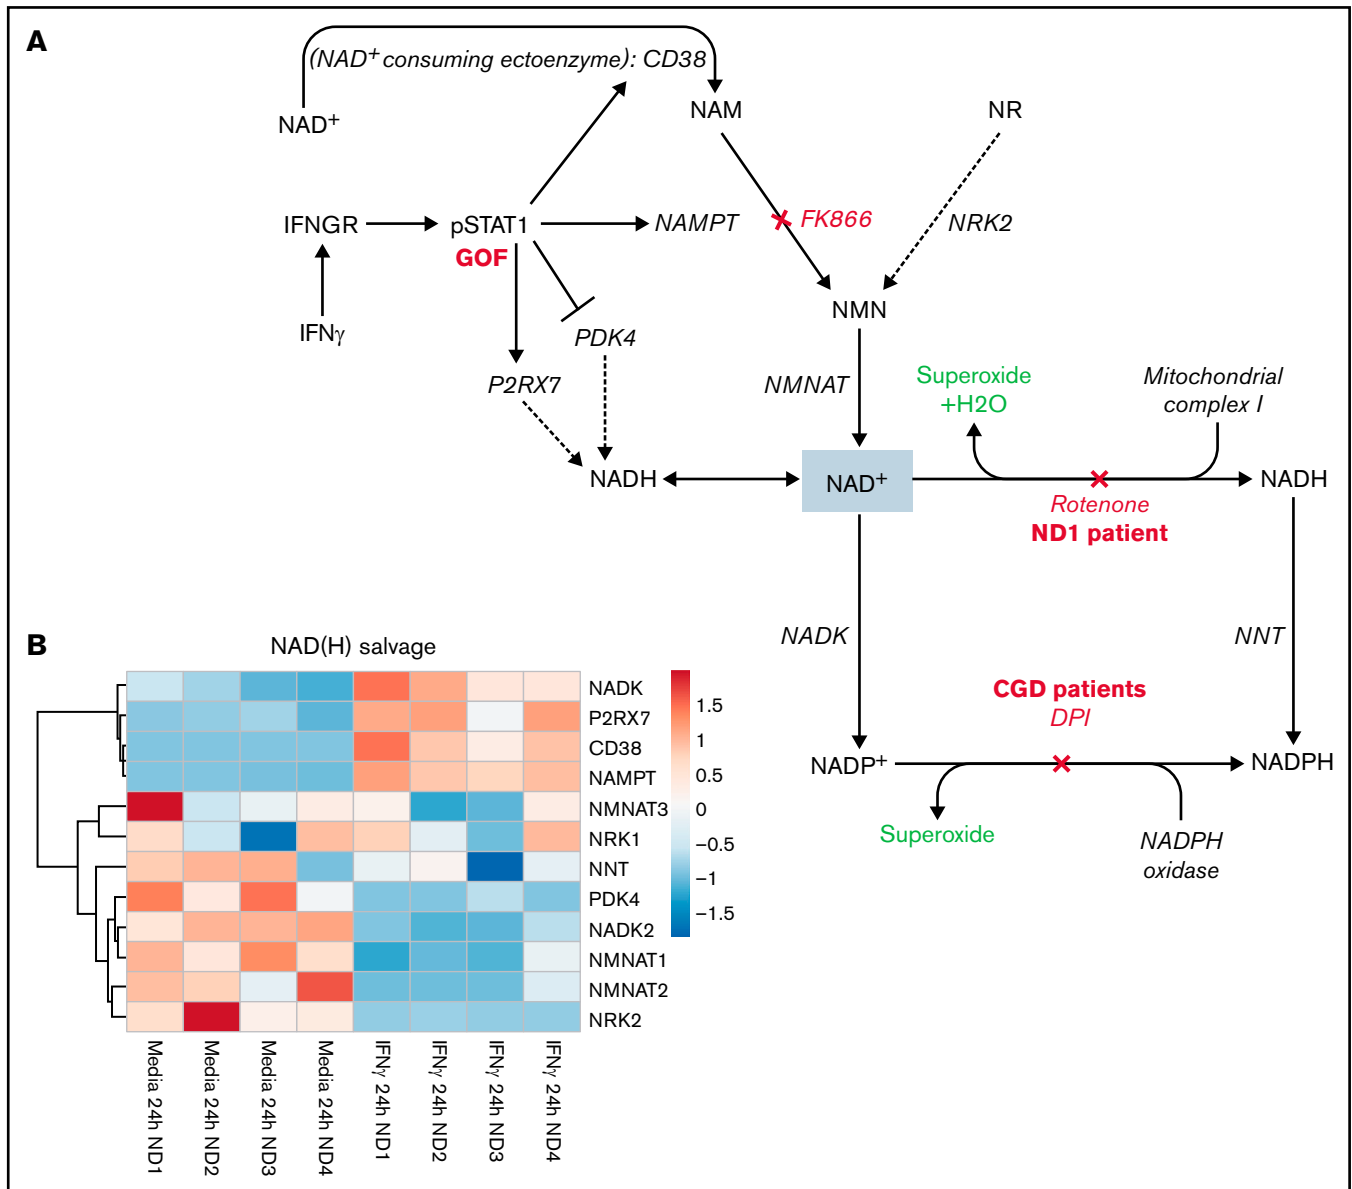 A
(NAD+ consuming ectoenzyme): CD38
NAD+
NAM
NR
IFNGR
pSTAT1
GOF
NAMPT
FK866
NRK2
IFNγ
NMN
PDK4
P2RX7
NMNAT
Superoxide
+H2O
Mitochondrial
complex I
NADH
NAD+
NADH
Rotenone
ND1 patient
NADK
NNT
CGD patients
DPI
NADP+
NADPH
Superoxide
NADPH
oxidase
B
NAD(H) salvage
NADK
P2RX7
CD38
NAMPT
NMNAT3
NRK1
NNT
PDK4
NADK2
NMNAT1
NMNAT2
NRK2
1.5
1
0.5
0
−0.5
−1
−1.5
Media 24h ND1
Media 24h ND2
Media 24h ND3
Media 24h ND4
IFNγ 24h ND1
IFNγ 24h ND2
IFNγ 24h ND3
IFNγ 24h ND4